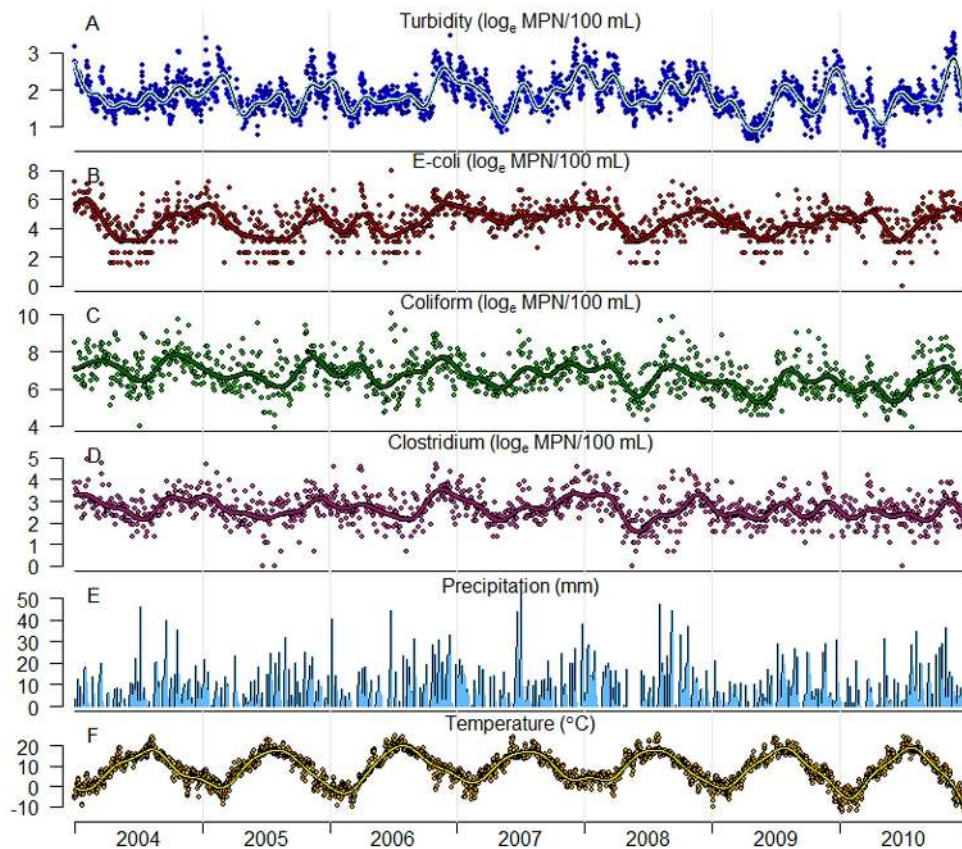 A
Turbidity (logₑ MPN/100 mL)
3
2
1
B
E-coli (logₑ MPN/100 mL)
8
6
4
2
0
C
Coliform (logₑ MPN/100 mL)
10
8
6
4
D
Clostridium (logₑ MPN/100 mL)
5
4
3
2
1
0
E
Precipitation (mm)
50
40
30
20
10
0
F
Temperature (°C)
20
10
0
-10
2004 2005 2006 2007 2008 2009 2010